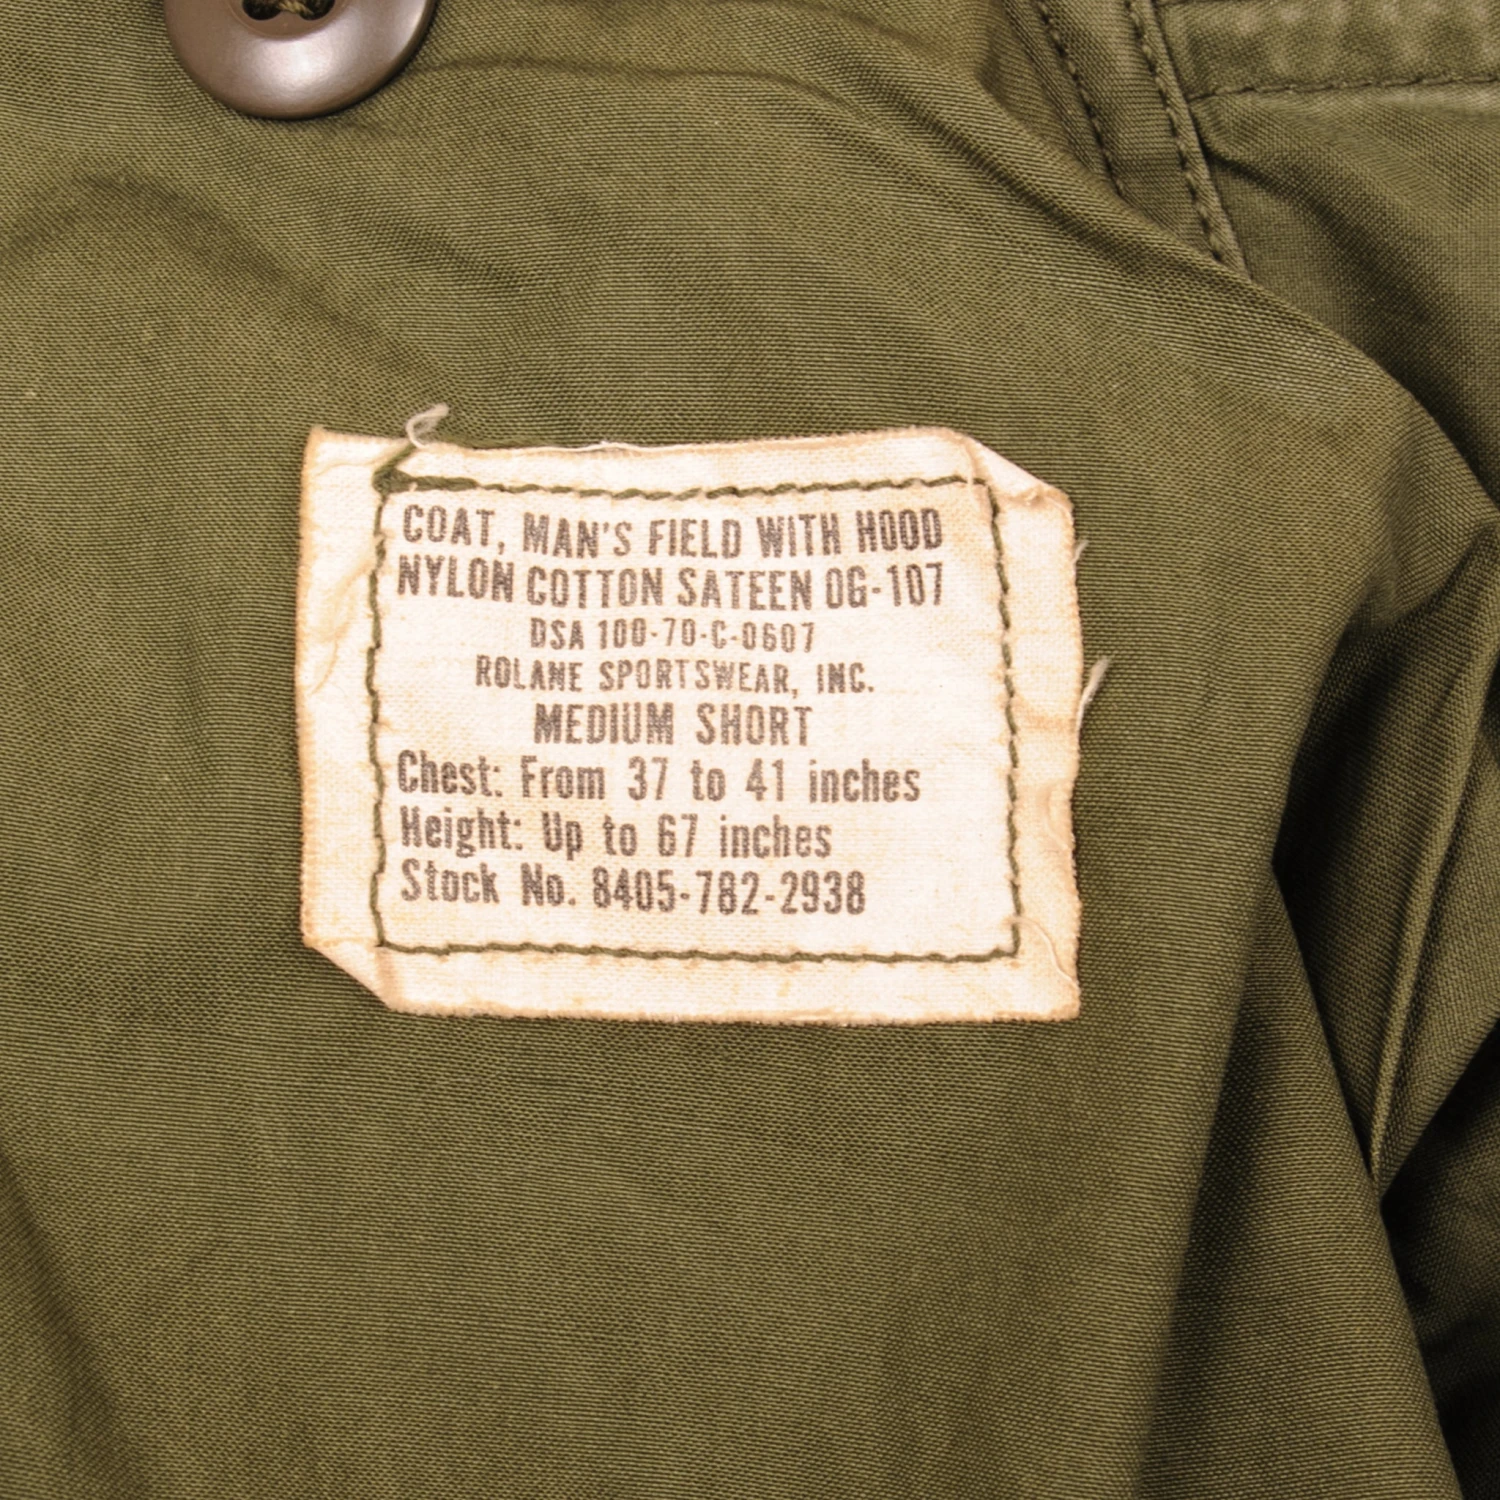 COAT, MAN'S FIELD WITH HOOD
NYLON COTTON SATEEN OG-107
DSA 100-70-C-0607
ROLANE SPORTSWEAR, INC.
MEDIUM SHORT
Chest: From 37 to 41 inches
Height: Up to 67 inches
Stock No. 8405-782-2938